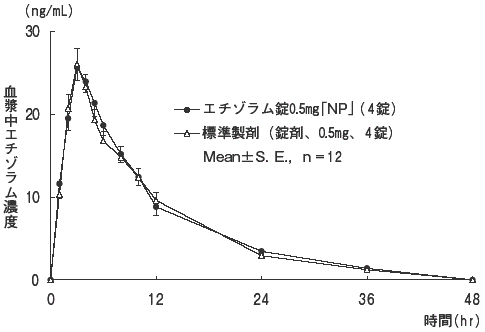 (ng/mL)
30
20
10
0
血漿中エチゾラム濃度
エチゾラム錠0.5mg「NP」(4錠)
標準製剤 (錠剤、0.5mg、4錠)
Mean±S.E., n=12
0 12 24 36 48
時間(hr)